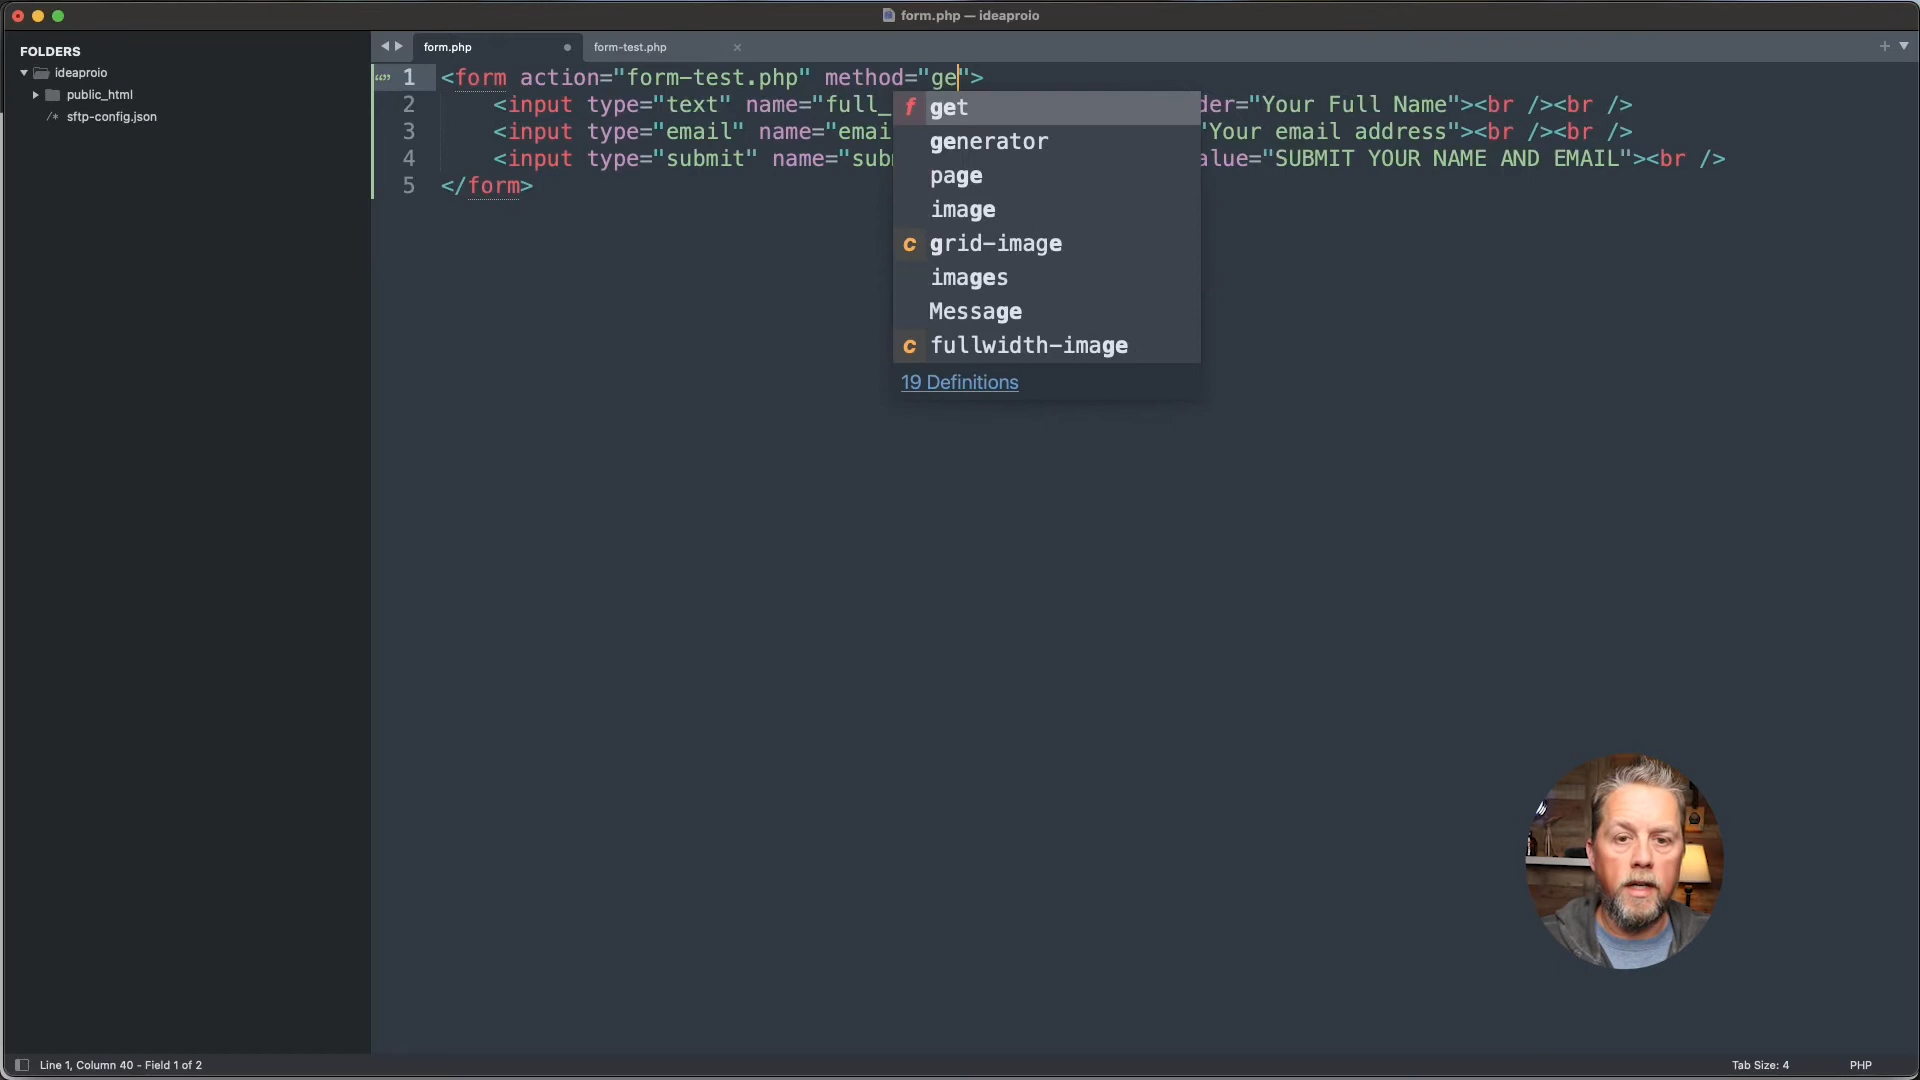 form.php — ideaproio
FOLDERS
ideaproio
public_html
/* sftp-config.json
form.php
form-test.php
1 <form action="form-test.php" method="ge">
2 <input type="text" name="full_ der="Your Full Name"><br /><br />
3 <input type="email" name="emai "Your email address"><br /><br />
4 <input type="submit" name="sub alue="SUBMIT YOUR NAME AND EMAIL"><br />
5 </form>
f get
generator
page
image
c grid-image
images
Message
c fullwidth-image
19 Definitions
Line 1, Column 40 - Field 1 of 2
Tab Size: 4
PHP